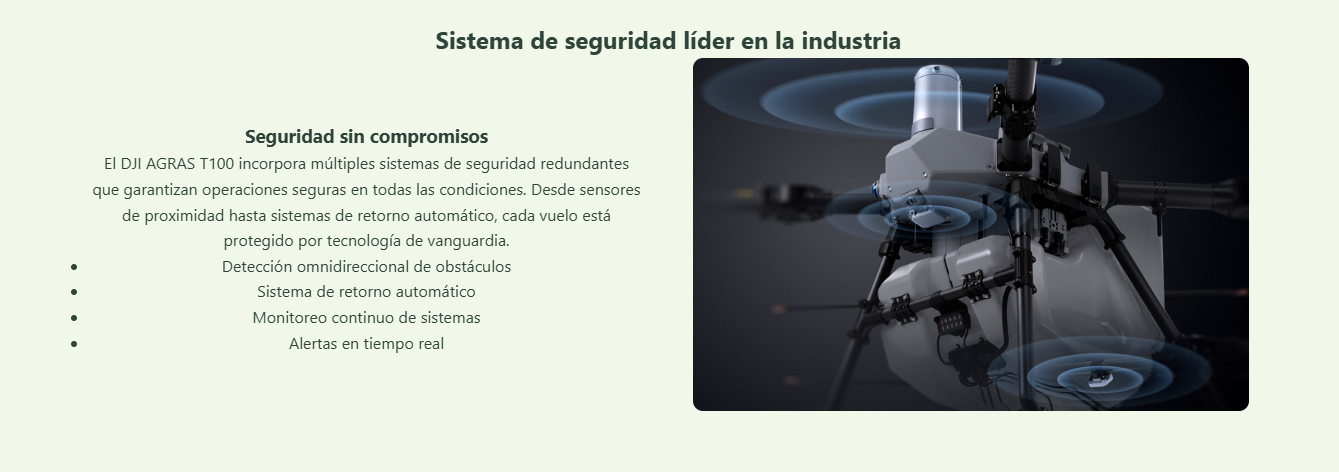 Sistema de seguridad líder en la industria
Seguridad sin compromisos
El DJI AGRAS T100 incorpora múltiples sistemas de seguridad redundantes
que garantizan operaciones seguras en todas las condiciones. Desde sensores
de proximidad hasta sistemas de retorno automático, cada vuelo está
protegido por tecnología de vanguardia.
• Detección omnidireccional de obstáculos
• Sistema de retorno automático
• Monitoreo continuo de sistemas
• Alertas en tiempo real